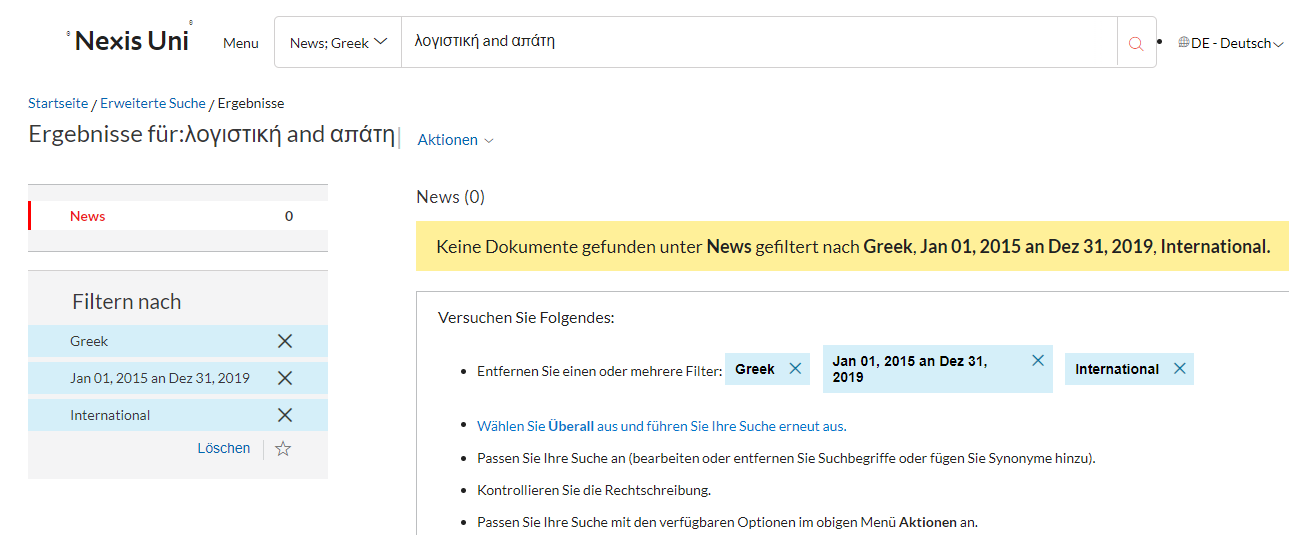 Nexis Uni®
Menu
News; Greek
λογιστική and απάτη
DE - Deutsch
Startseite / Erweiterte Suche / Ergebnisse
Ergebnisse für:λογιστική and απάτη
Aktionen
News 0
Filtern nach
Greek
Jan 01, 2015 an Dez 31, 2019
International
Löschen
News (0)
Keine Dokumente gefunden unter News gefiltert nach Greek, Jan 01, 2015 an Dez 31, 2019, International.
Versuchen Sie Folgendes:
• Entfernen Sie einen oder mehrere Filter: Greek
Jan 01, 2015 an Dez 31,
2019
International
• Wählen Sie Überall aus und führen Sie Ihre Suche erneut aus.
• Passen Sie Ihre Suche an (bearbeiten oder entfernen Sie Suchbegriffe oder fügen Sie Synonyme hinzu).
• Kontrollieren Sie die Rechtschreibung.
• Passen Sie Ihre Suche mit den verfügbaren Optionen im obigen Menü Aktionen an.